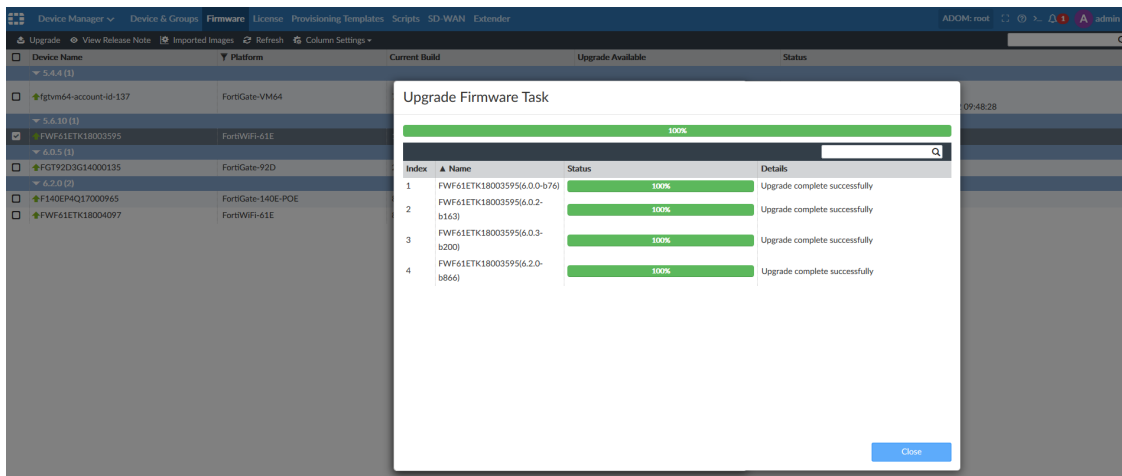 Device Manager Device & Groups Firmware License Provisioning Templates Scripts SD-WAN Extender ADOM: root 1 A admin
Upgrade View Release Note Imported Images Refresh Column Settings
Device Name Platform Current Build Upgrade Available Status
5.4.4 (1)
fgtvm64-account-id-137 FortiGate-VM64 09:48:28
5.6.10 (1)
FWF61ETK18003595 FortiWiFi-61E
6.0.5 (1)
FGT92D3G14000135 FortiGate-92D
6.2.0 (2)
F140EP4Q17000965 FortiGate-140E-POE
FWF61ETK18004097 FortiWiFi-61E
Upgrade Firmware Task
100%
Index Name Status Details
1 FWF61ETK18003595(6.0.0-b76) 100% Upgrade complete successfully
FWF61ETK18003595(6.0.2-
2 100% Upgrade complete successfully
b163)
FWF61ETK18003595(6.0.3-
3 100% Upgrade complete successfully
b200)
FWF61ETK18003595(6.2.0-
4 100% Upgrade complete successfully
b866)
Close